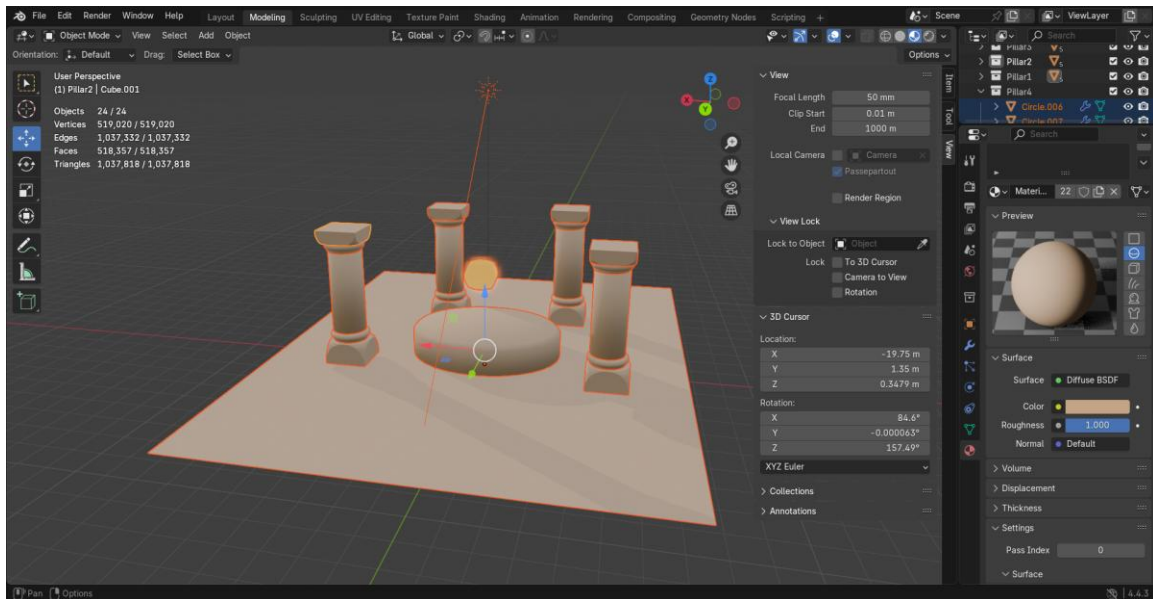 File Edit Render Window Help Layout Modeling Sculpting UV Editing Texture Paint Shading Animation Rendering Compositing Geometry Nodes Scripting + Scene ViewLayer
Object Mode View Select Add Object Global Search
Orientation: Default Drag: Select Box Options
User Perspective
(1) Pillar2 | Cube.001
Objects 24 / 24
Vertices 519,020 / 519,020
Edges 1,037,332 / 1,037,332
Faces 518,357 / 518,357
Triangles 1,037,818 / 1,037,818
X
Y
Z
View
Focal Length 50 mm
Clip Start 0.01 m
End 1000 m
Local Camera Camera
Passepartout
Render Region
View Lock
Lock to Object Object
Lock To 3D Cursor
Camera to View
Rotation
3D Cursor
Location:
X -19.75 m
Y 1.35 m
Z 0.3479 m
Rotation:
X 84.6°
Y -0.000063°
Z 157.49°
XYZ Euler
Collections
Annotations
Item
Tool
View
Pillar3 5
Pillar2 5
Pillar1
Pillar4
Circle.006
Circle.007
Search
Materi... 22
Preview
Surface
Surface Diffuse BSDF
Color
Roughness 1.000
Normal Default
Volume
Displacement
Thickness
Settings
Pass Index 0
Surface
Pan Options 4.4.3